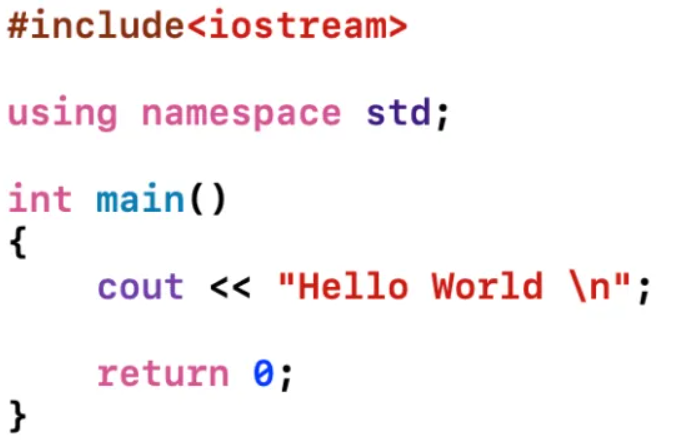 #include<iostream>
using namespace std;
int main()
{
    cout << "Hello World \n";
    return 0;
}